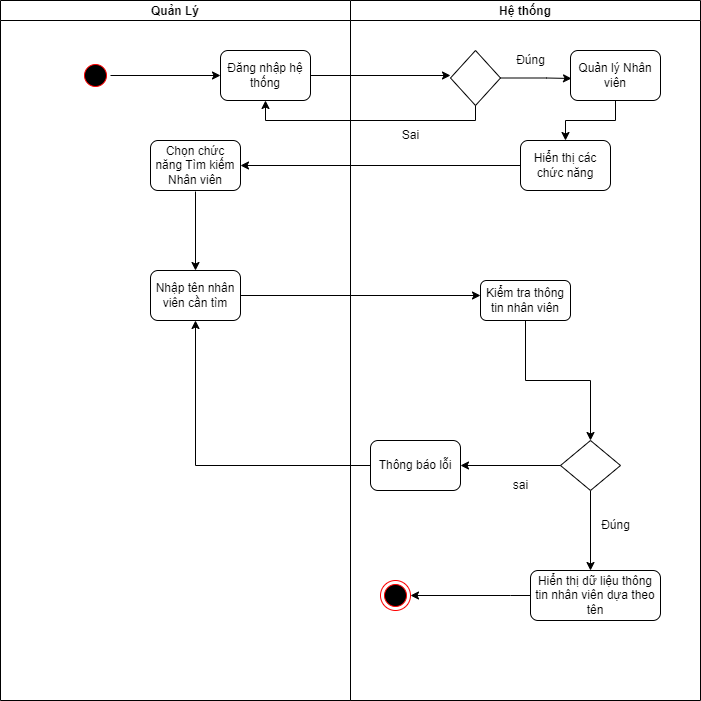 Quản Lý
Hệ thống
Đăng nhập hệ
thống
Đúng
Quản lý Nhân
viên
Sai
Chọn chức
năng Tìm kiếm
Nhân viên
Hiển thị các
chức năng
Nhập tên nhân
viên cần tìm
Kiểm tra thông
tin nhân viên
Thông báo lỗi
sai
Đúng
Hiển thị dữ liệu thông
tin nhân viên dựa theo
tên